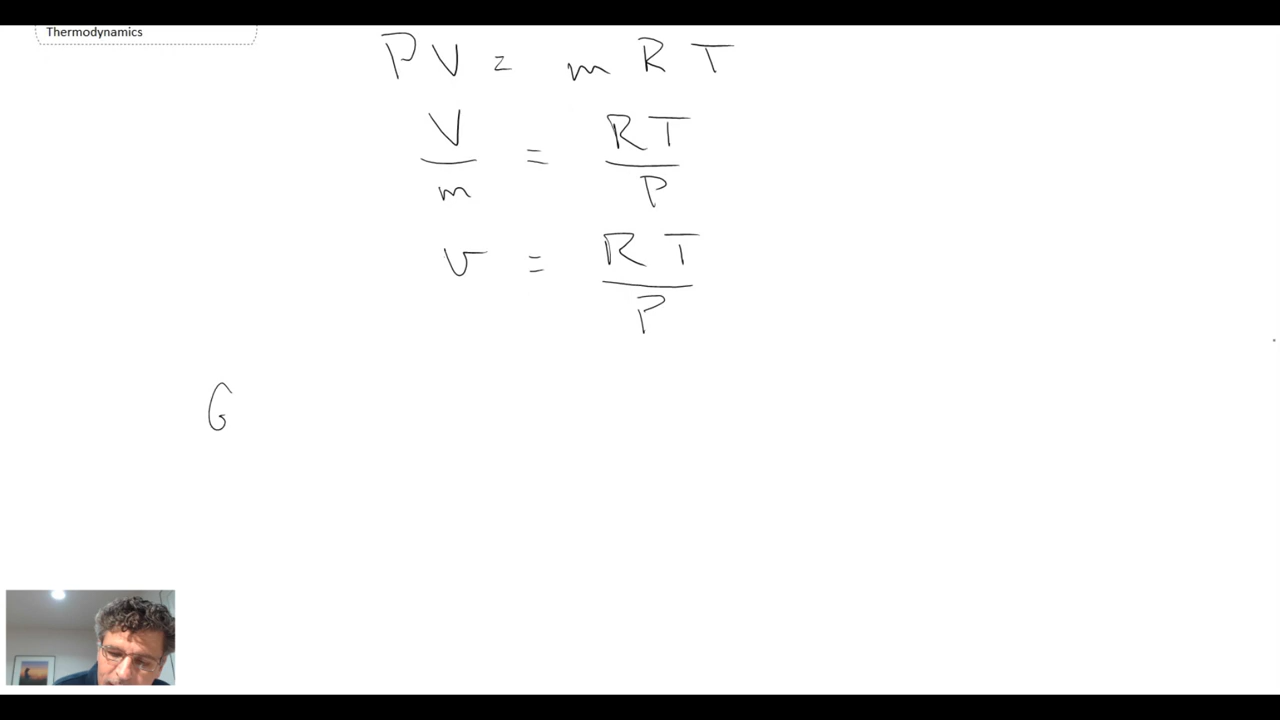 Thermodynamics
PV = mRT
V/m = RT/P
v = RT/P
G